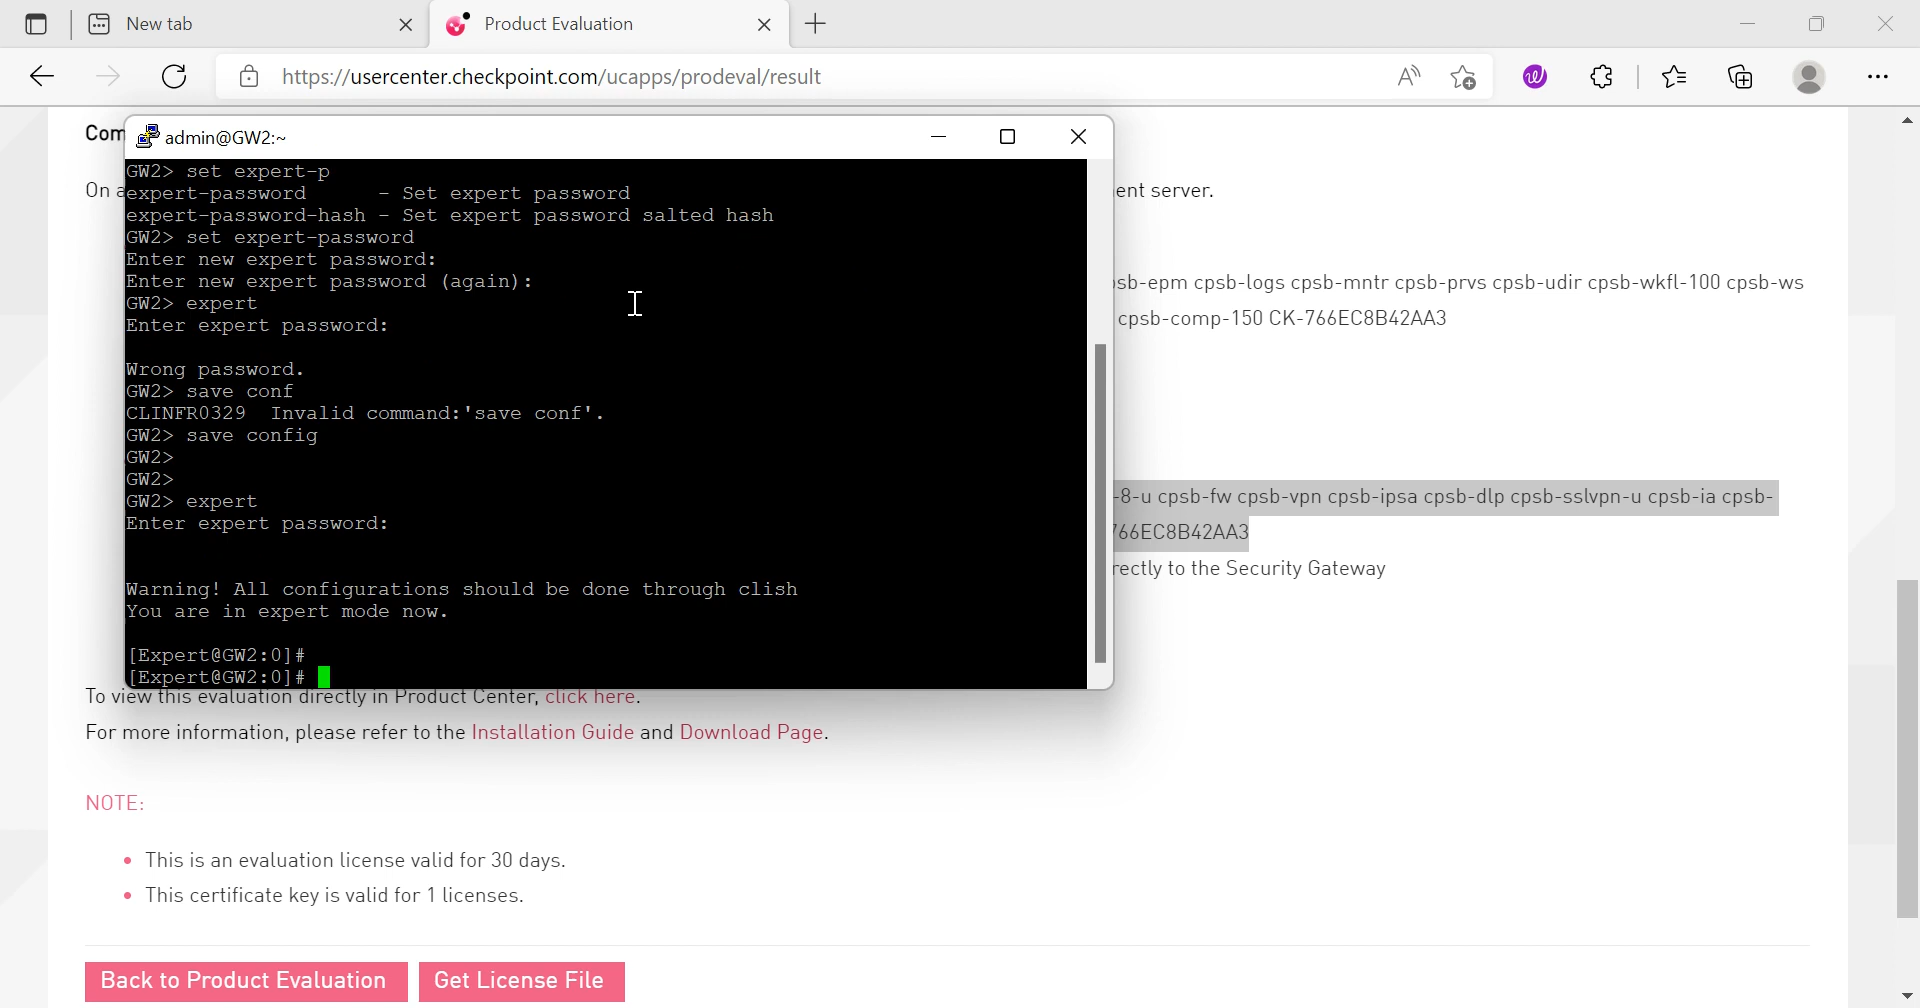 New tab
Product Evaluation
https://usercenter.checkpoint.com/ucapps/prodeval/result
Com
admin@GW2:~
On a
ent server.
GW2> set expert-p
expert-password - Set expert password
expert-password-hash - Set expert password salted hash
GW2> set expert-password
Enter new expert password:
Enter new expert password (again):
GW2> expert
Enter expert password:
Wrong password.
GW2> save conf
CLINFR0329 Invalid command:'save conf'.
GW2> save config
GW2>
GW2>
GW2> expert
Enter expert password:
Warning! All configurations should be done through clish
You are in expert mode now.
[Expert@GW2:0]#
[Expert@GW2:0]#
sb-epm cpsb-logs cpsb-mntr cpsb-prvs cpsb-udir cpsb-wkfl-100 cpsb-ws
cpsb-comp-150 CK-766EC8B42AA3
-8-u cpsb-fw cpsb-vpn cpsb-ipsa cpsb-dlp cpsb-sslvpn-u cpsb-ia cpsb-
766EC8B42AA3
rectly to the Security Gateway
To view this evaluation directly in Product Center, click here.
For more information, please refer to the Installation Guide and Download Page.
NOTE:
• This is an evaluation license valid for 30 days.
• This certificate key is valid for 1 licenses.
Back to Product Evaluation
Get License File